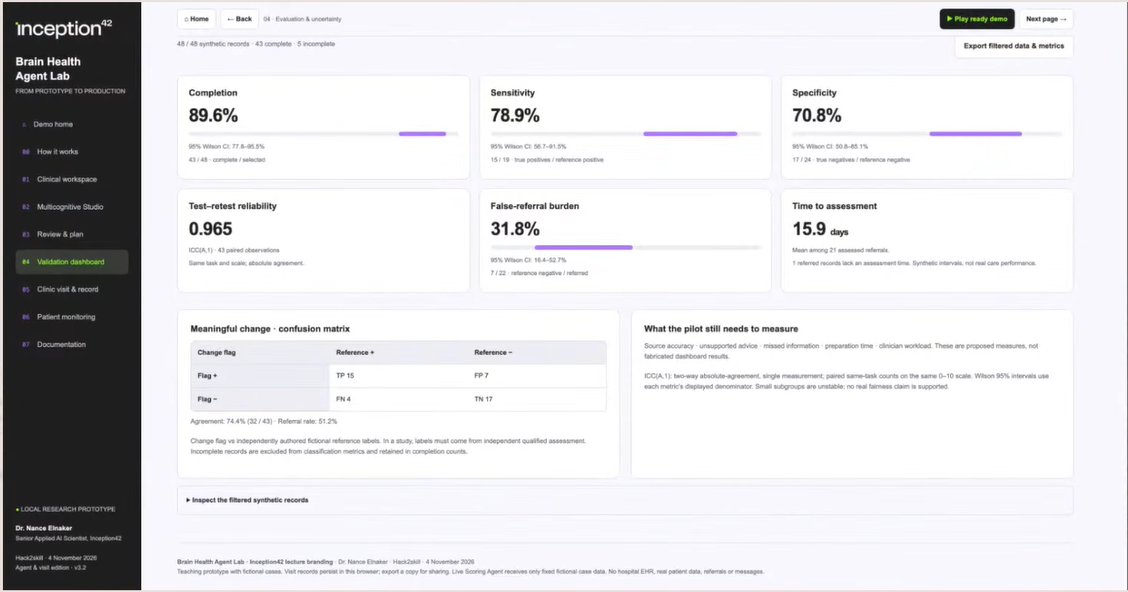 inception42
Brain Health
Agent Lab
FROM PROTOTYPE TO PRODUCTION
Demo home
00 How it works
01 Clinical workspace
02 Multicognitive Studio
03 Review & plan
04 Validation dashboard
05 Clinic visit & record
06 Patient monitoring
07 Documentation
LOCAL RESEARCH PROTOTYPE
Dr. Nance Elnaker
Senior Applied AI Scientist, Inception42
Hack2skill · 4 November 2026
Agent & visit edition · v3.2
⌂ Home
← Back
04 · Evaluation & uncertainty
▶ Play ready demo
Next page →
48 / 48 synthetic records · 43 complete · 5 incomplete
Export filtered data & metrics
Completion
89.6%
95% Wilson CI: 77.8–95.5%
43 / 48 · complete / selected
Sensitivity
78.9%
95% Wilson CI: 56.7–91.5%
15 / 19 · true positives / reference positive
Specificity
70.8%
95% Wilson CI: 50.8–85.1%
17 / 24 · true negatives / reference negative
Test–retest reliability
0.965
ICC(A,1) · 43 paired observations
Same task and scale; absolute agreement.
False-referral burden
31.8%
95% Wilson CI: 16.4–52.7%
7 / 22 · reference negative / referred
Time to assessment
15.9 days
Mean among 21 assessed referrals.
1 referred records lack an assessment time. Synthetic intervals, not real care performance.
Meaningful change · confusion matrix
Change flag Reference + Reference −
Flag + TP 15 FP 7
Flag − FN 4 TN 17
Agreement: 74.4% (32 / 43) · Referral rate: 51.2%
Change flag vs independently authored fictional reference labels. In a study, labels must come from independent qualified assessment.
Incomplete records are excluded from classification metrics and retained in completion counts.
What the pilot still needs to measure
Source accuracy · unsupported advice · missed information · preparation time · clinician workload. These are proposed measures, not
fabricated dashboard results.
ICC(A,1): two-way absolute-agreement, single measurement; paired same-task counts on the same 0–10 scale. Wilson 95% intervals use
each metric's displayed denominator. Small subgroups are unstable; no real fairness claim is supported.
▸ Inspect the filtered synthetic records
Brain Health Agent Lab · Inception42 lecture branding · Dr. Nance Elnaker · Hack2skill · 4 November 2026
Teaching prototype with fictional cases. Visit records persist in this browser; export a copy for sharing. Live Scoring Agent receives only fixed fictional case data. No hospital EHR, real patient data, referrals or messages.